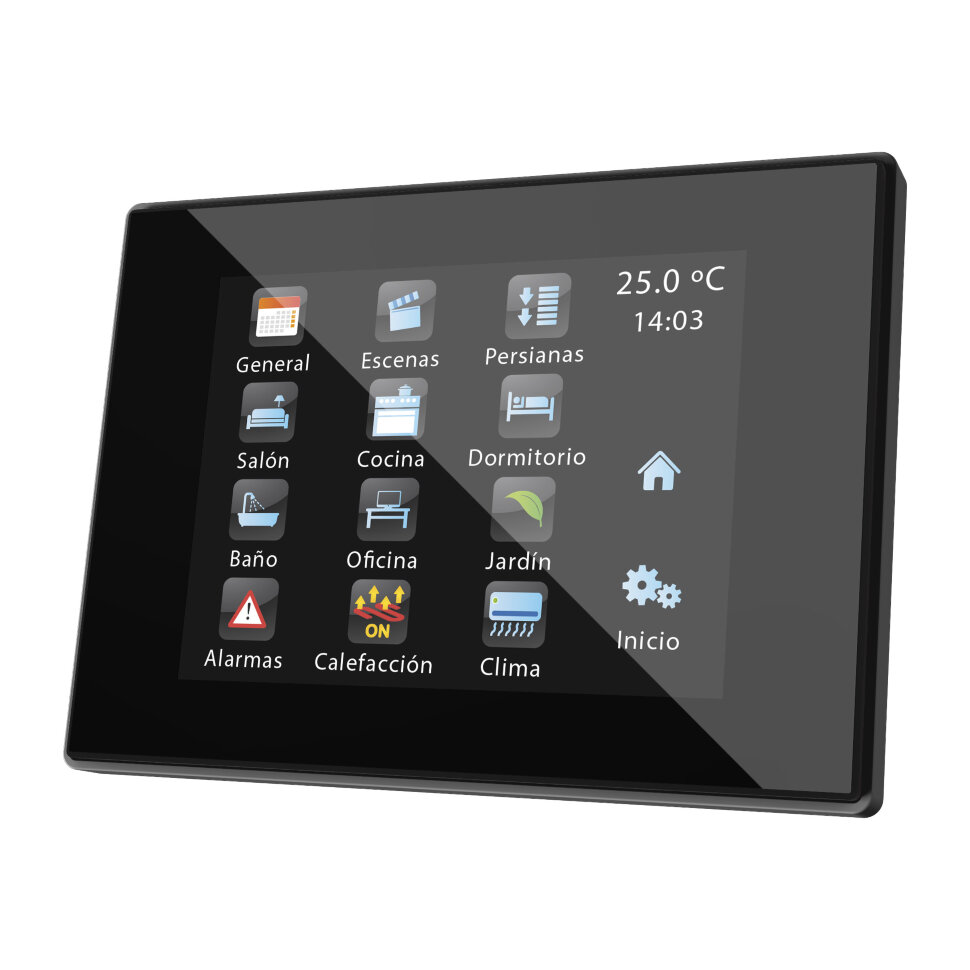 25.0 ºC
14:03
General
Escenas
Persianas
Salón
Cocina
Dormitorio
Baño
Oficina
Jardín
ON
Alarmas
Calefacción
Clima
Inicio